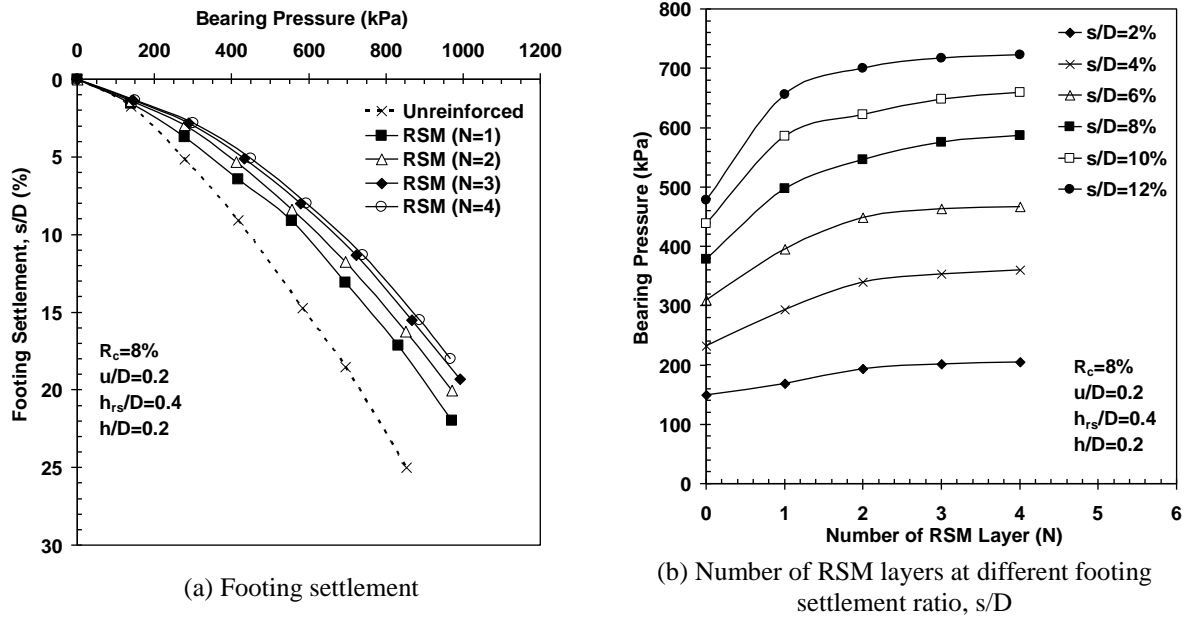 Bearing Pressure (kPa)
0 200 400 600 800 1000 1200
0
5
10
15
20
25
30
Footing Settlement, s/D (%)
Unreinforced
RSM (N=1)
RSM (N=2)
RSM (N=3)
RSM (N=4)
Rc=8%
u/D=0.2
hrs/D=0.4
h/D=0.2
(a) Footing settlement
800
700
600
500
400
300
200
100
0
Bearing Pressure (kPa)
s/D=2%
s/D=4%
s/D=6%
s/D=8%
s/D=10%
s/D=12%
Rc=8%
u/D=0.2
hrs/D=0.4
h/D=0.2
0 1 2 3 4 5 6
Number of RSM Layer (N)
(b) Number of RSM layers at different footing
settlement ratio, s/D